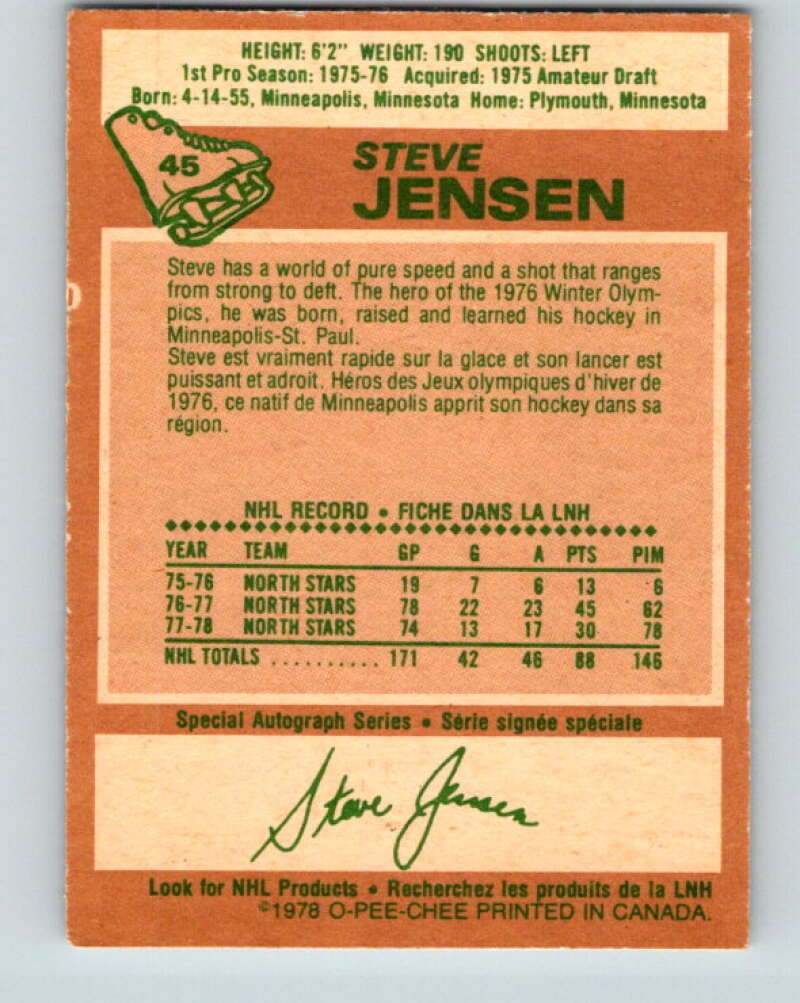 HEIGHT: 6'2" WEIGHT: 190 SHOOTS: LEFT
1st Pro Season: 1975-76 Acquired: 1975 Amateur Draft
Born: 4-14-55, Minneapolis, Minnesota Home: Plymouth, Minnesota
45
STEVE
JENSEN
Steve has a world of pure speed and a shot that ranges
from strong to deft. The hero of the 1976 Winter Olym-
pics, he was born, raised and learned his hockey in
Minneapolis-St. Paul.
Steve est vraiment rapide sur la glace et son lancer est
puissant et adroit. Héros des Jeux olympiques d'hiver de
1976, ce natif de Minneapolis apprit son hockey dans sa
région.
NHL RECORD • FICHE DANS LA LNH
YEAR TEAM GP G A PTS PIM
75-76 NORTH STARS 19 7 6 13 6
76-77 NORTH STARS 78 22 23 45 62
77-78 NORTH STARS 74 13 17 30 78
NHL TOTALS .......... 171 42 46 88 146
Special Autograph Series • Série signée spéciale
Steve Jensen
Look for NHL Products • Recherchez les produits de la LNH
©1978 O-PEE-CHEE PRINTED IN CANADA.